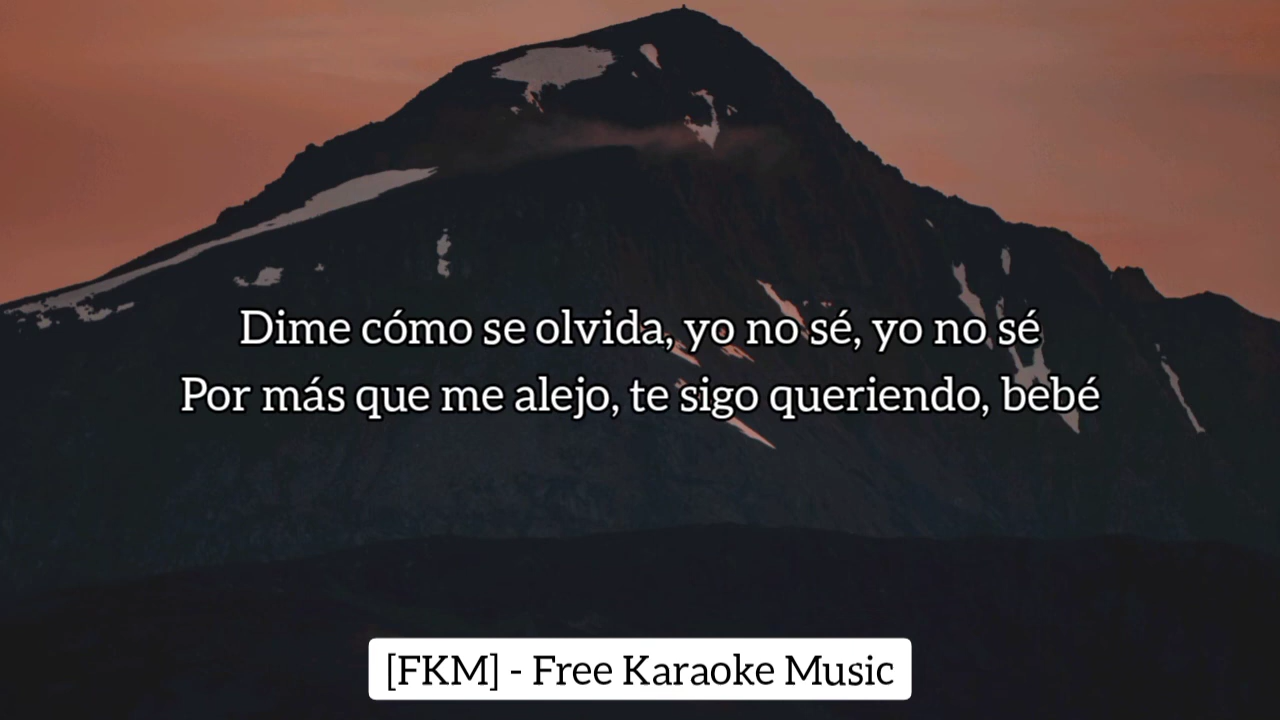 Dime cómo se olvida, yo no sé, yo no sé
Por más que me alejo, te sigo queriendo, bebé
[FKM] - Free Karaoke Music